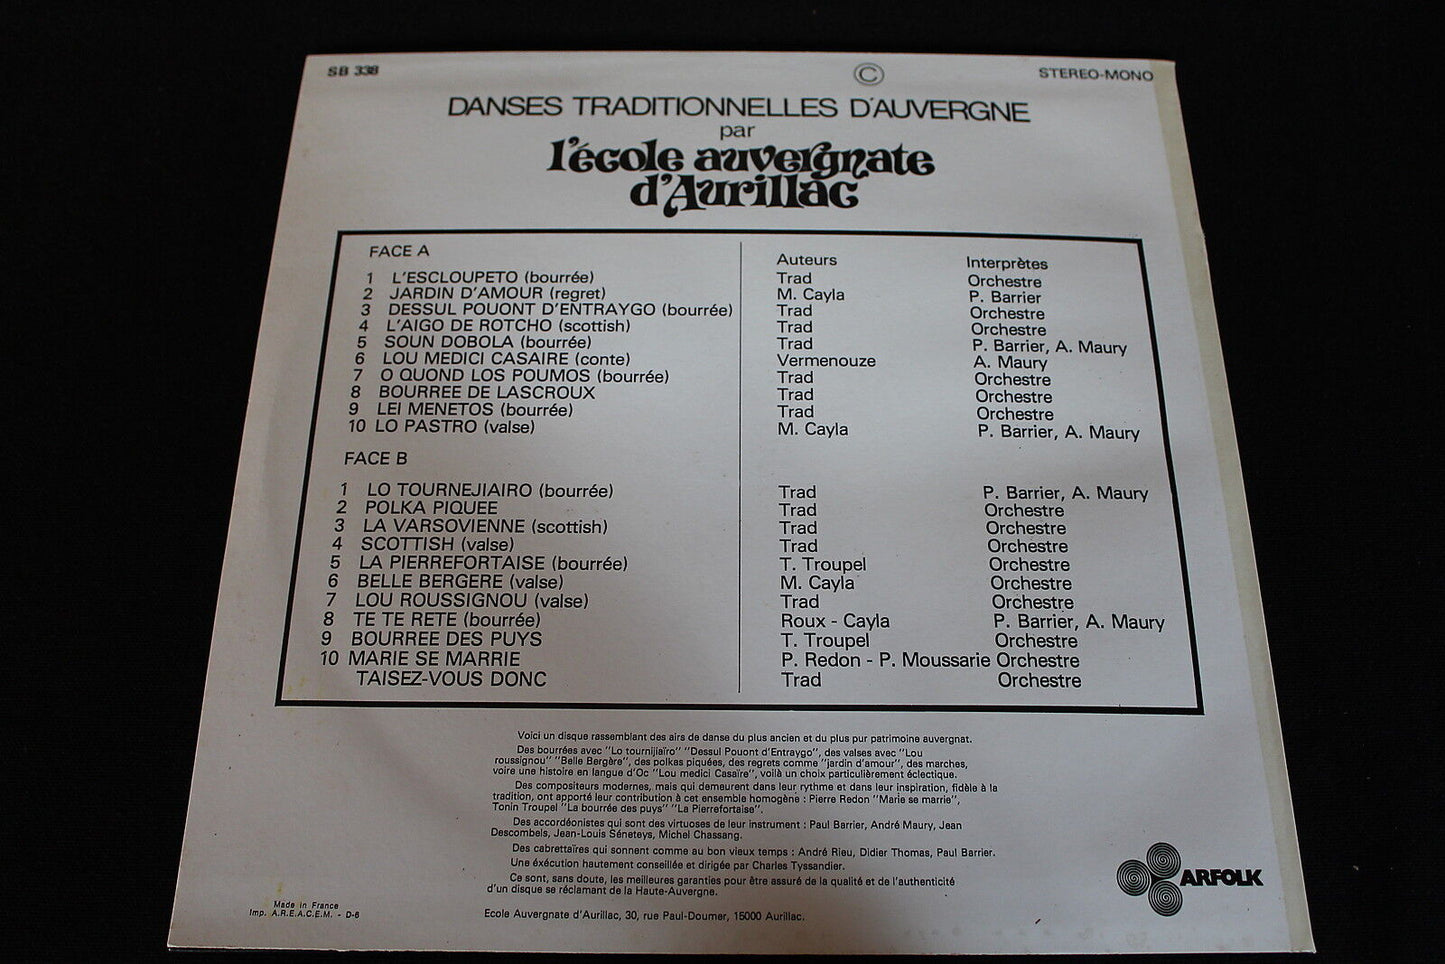 SB 338 © STEREO-MONO
DANSES TRADITIONNELLES D'AUVERGNE
par
l'école auvergnate
d'Aurillac
FACE A Auteurs Interprètes
1 L'ESCLOUPETO (bourrée) Trad Orchestre
2 JARDIN D'AMOUR (regret) M. Cayla P. Barrier
3 DESSUL POUONT D'ENTRAYGO (bourrée) Trad Orchestre
4 L'AIGO DE ROTCHO (scottish) Trad Orchestre
5 SOUN DOBOLA (bourrée) Trad P. Barrier, A. Maury
6 LOU MEDICI CASAIRE (conte) Vermenouze A. Maury
7 O QUOND LOS POUMOS (bourrée) Trad Orchestre
8 BOURREE DE LASCROUX Trad Orchestre
9 LEI MENETOS (bourrée) Trad Orchestre
10 LO PASTRO (valse) M. Cayla P. Barrier, A. Maury
FACE B
1 LO TOURNEJIAIRO (bourrée) Trad P. Barrier, A. Maury
2 POLKA PIQUEE Trad Orchestre
3 LA VARSOVIENNE (scottish) Trad Orchestre
4 SCOTTISH (valse) Trad Orchestre
5 LA PIERREFORTAISE (bourrée) T. Troupel Orchestre
6 BELLE BERGERE (valse) M. Cayla Orchestre
7 LOU ROUSSIGNOU (valse) Trad Orchestre
8 TE TE RETE (bourrée) Roux - Cayla P. Barrier, A. Maury
9 BOURREE DES PUYS T. Troupel Orchestre
10 MARIE SE MARRIE P. Redon - P. Moussarie Orchestre
TAISEZ-VOUS DONC Trad Orchestre
Voici un disque rassemblant des airs de danse du plus ancien et du plus pur patrimoine auvergnat.
Des bourrées avec "Lo tournijiaïro" "Dessul Pouont d'Entraygo", des valses avec "Lou
roussignou" "Belle Bergère", des polkas piquées, des regrets comme "jardin d'amour", des marches,
voire une histoire en langue d'Oc "Lou medici Casaïre", voilà un choix particulièrement éclectique.
Des compositeurs modernes, mais qui demeurent dans leur rythme et dans leur inspiration, fidèle à la
tradition, ont apporté leur contribution à cet ensemble homogène : Pierre Redon "Marie se marrie",
Tonin Troupel "La bourrée des puys" "La Pierrefortaise".
Des accordéonistes qui sont des virtuoses de leur instrument : Paul Barrier, André Maury, Jean
Descombels, Jean-Louis Séneteys, Michel Chassang.
Des cabrettaïres qui sonnent comme au bon vieux temps : André Rieu, Didier Thomas, Paul Barrier.
Une éxécution hautement conseillée et dirigée par Charles Tyssandier.
Ce sont, sans doute, les meilleures garanties pour être assuré de la qualité et de l'authenticité
d'un disque se réclamant de la Haute-Auvergne.
ARFOLK
Made in France
Imp. A.R.E.A.C.E.M. - D-6
Ecole Auvergnate d'Aurillac, 30, rue Paul-Doumer, 15000 Aurillac.